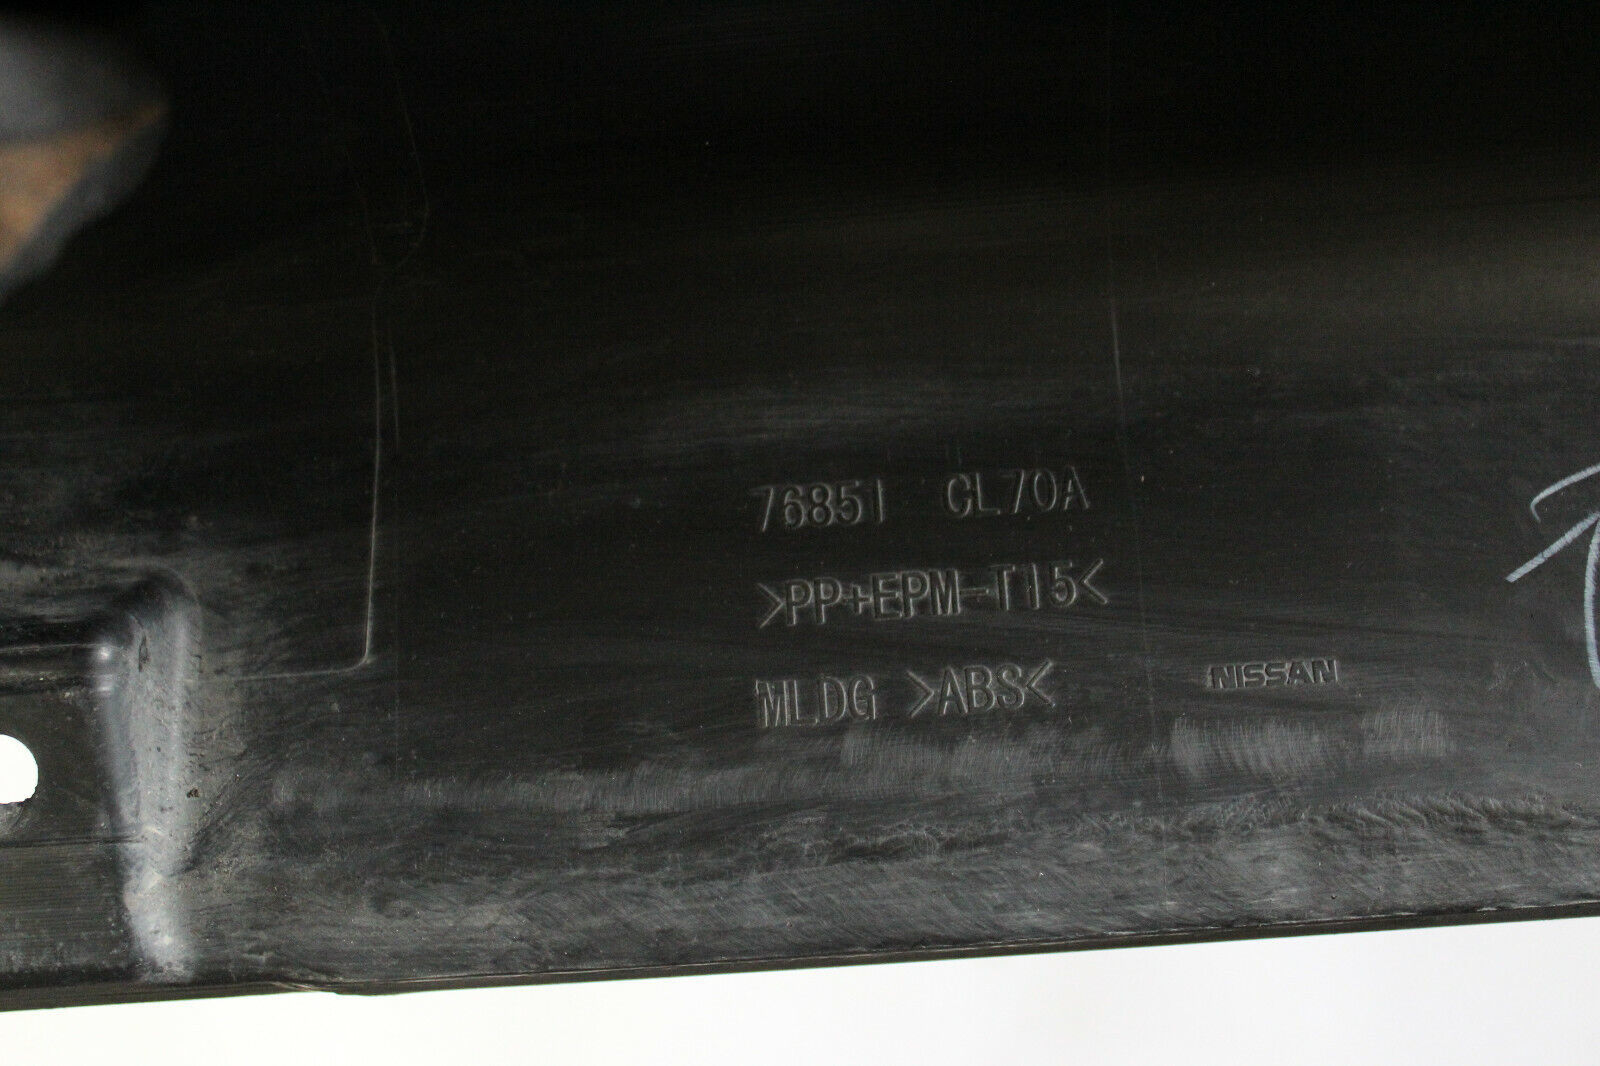 76851 CL70A
>PP+EPM-T15<
MLDG >ABS<
NISSAN